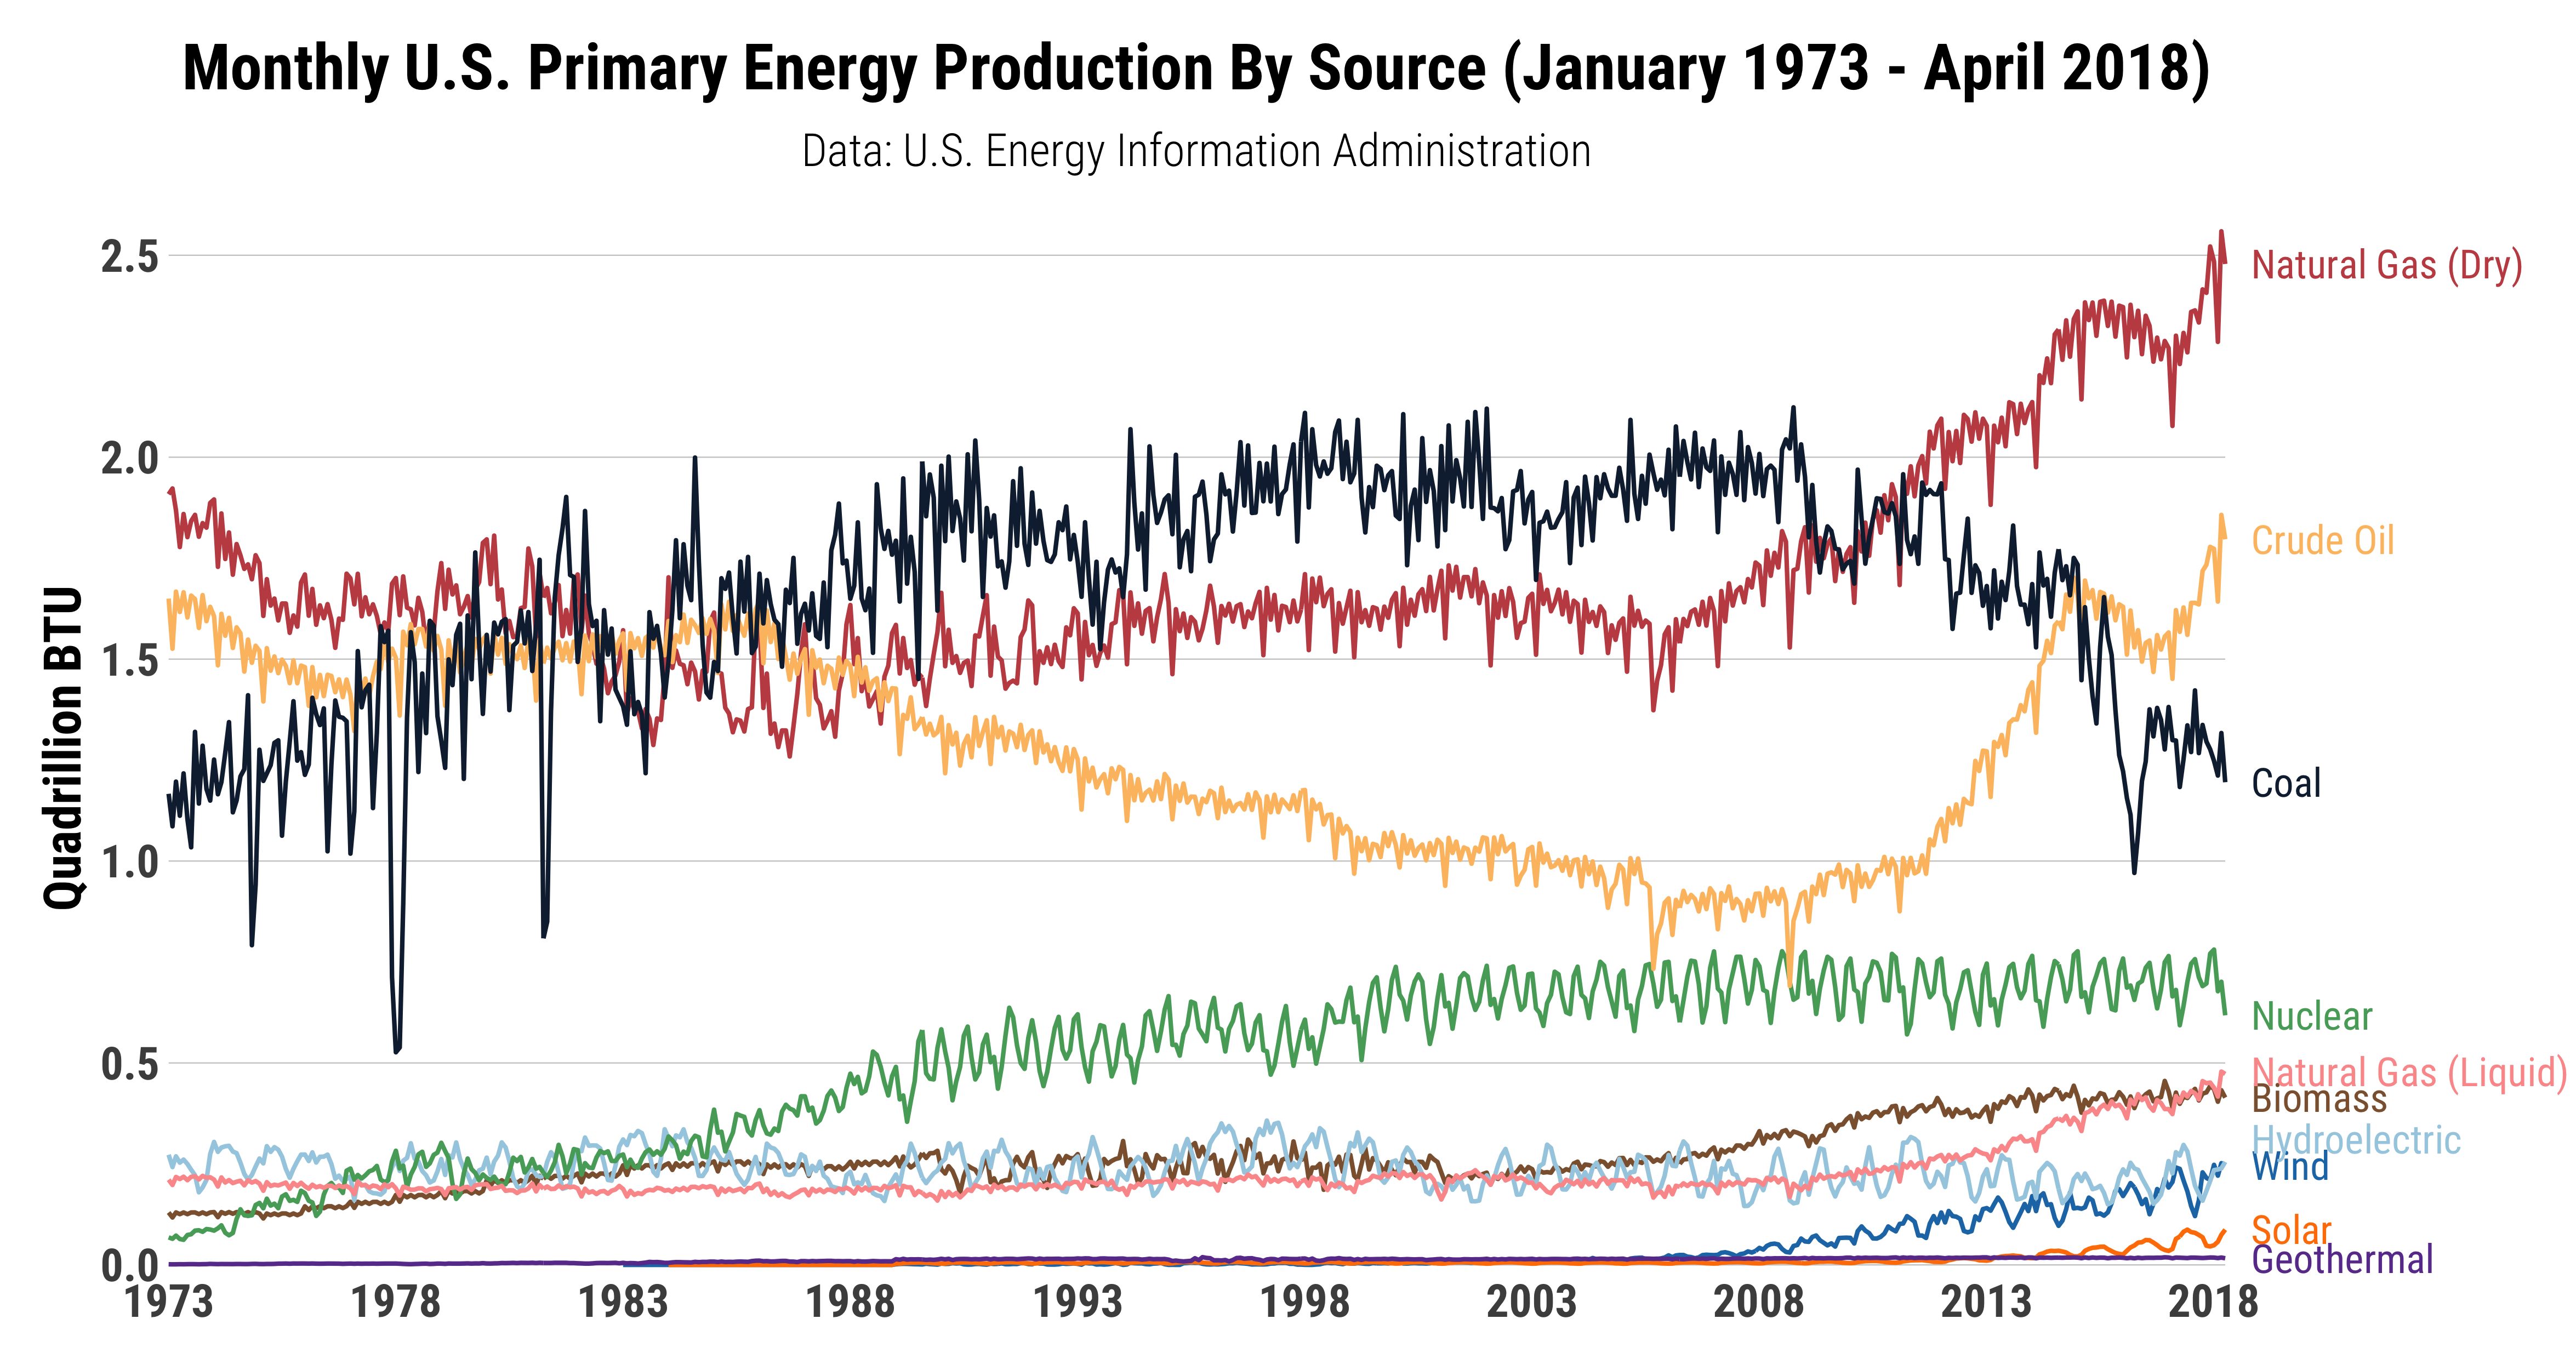 Monthly U.S. Primary Energy Production By Source (January 1973 - April 2018)
Data: U.S. Energy Information Administration
Quadrillion BTU
2.5
2.0
1.5
1.0
0.5
0.0
1973 1978 1983 1988 1993 1998 2003 2008 2013 2018
Natural Gas (Dry)
Crude Oil
Coal
Nuclear
Natural Gas (Liquid)
Biomass
Hydroelectric
Wind
Solar
Geothermal